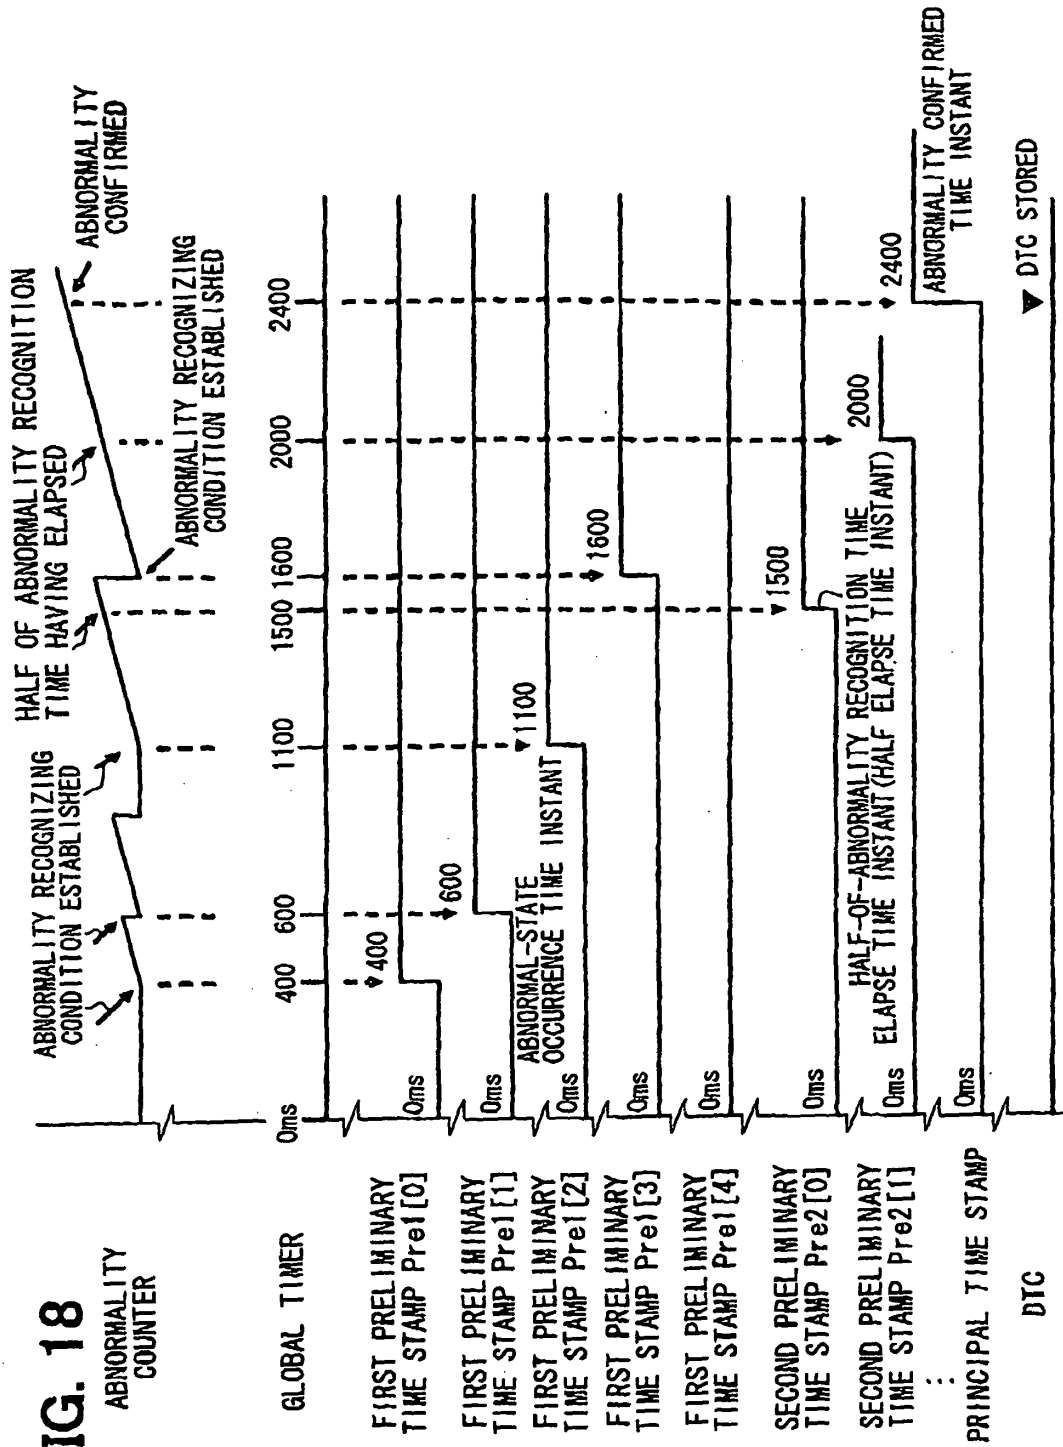 IG. 18
ABNORMALITY
COUNTER
ABNORMALITY RECOGNIZING
CONDITION ESTABLISHED
HALF OF ABNORMALITY RECOGNITION
TIME HAVING ELAPSED
ABNORMALITY
CONFIRMED
ABNORMALITY RECOGNIZING
CONDITION ESTABLISHED
GLOBAL TIMER
0ms
400
600
1100
1500
1600
2000
2400
FIRST PRELIMINARY
TIME STAMP Pre1[0]
0ms
400
FIRST PRELIMINARY
TIME STAMP Pre1[1]
0ms
600
FIRST PRELIMINARY
TIME STAMP Pre1[2]
0ms
ABNORMAL-STATE
OCCURRENCE TIME INSTANT
1100
FIRST PRELIMINARY
TIME STAMP Pre1[3]
1600
FIRST PRELIMINARY
TIME STAMP Pre1[4]
0ms
SECOND PRELIMINARY
TIME STAMP Pre2[0]
0ms
1500
HALF-OF-ABNORMALITY RECOGNITION TIME
ELAPSE TIME INSTANT(HALF ELAPSE TIME INSTANT)
SECOND PRELIMINARY
TIME STAMP Pre2[1]
0ms
2000
⋮
PRINCIPAL TIME STAMP
0ms
2400
ABNORMALITY CONFIRMED
TIME INSTANT
DTC
DTC STORED